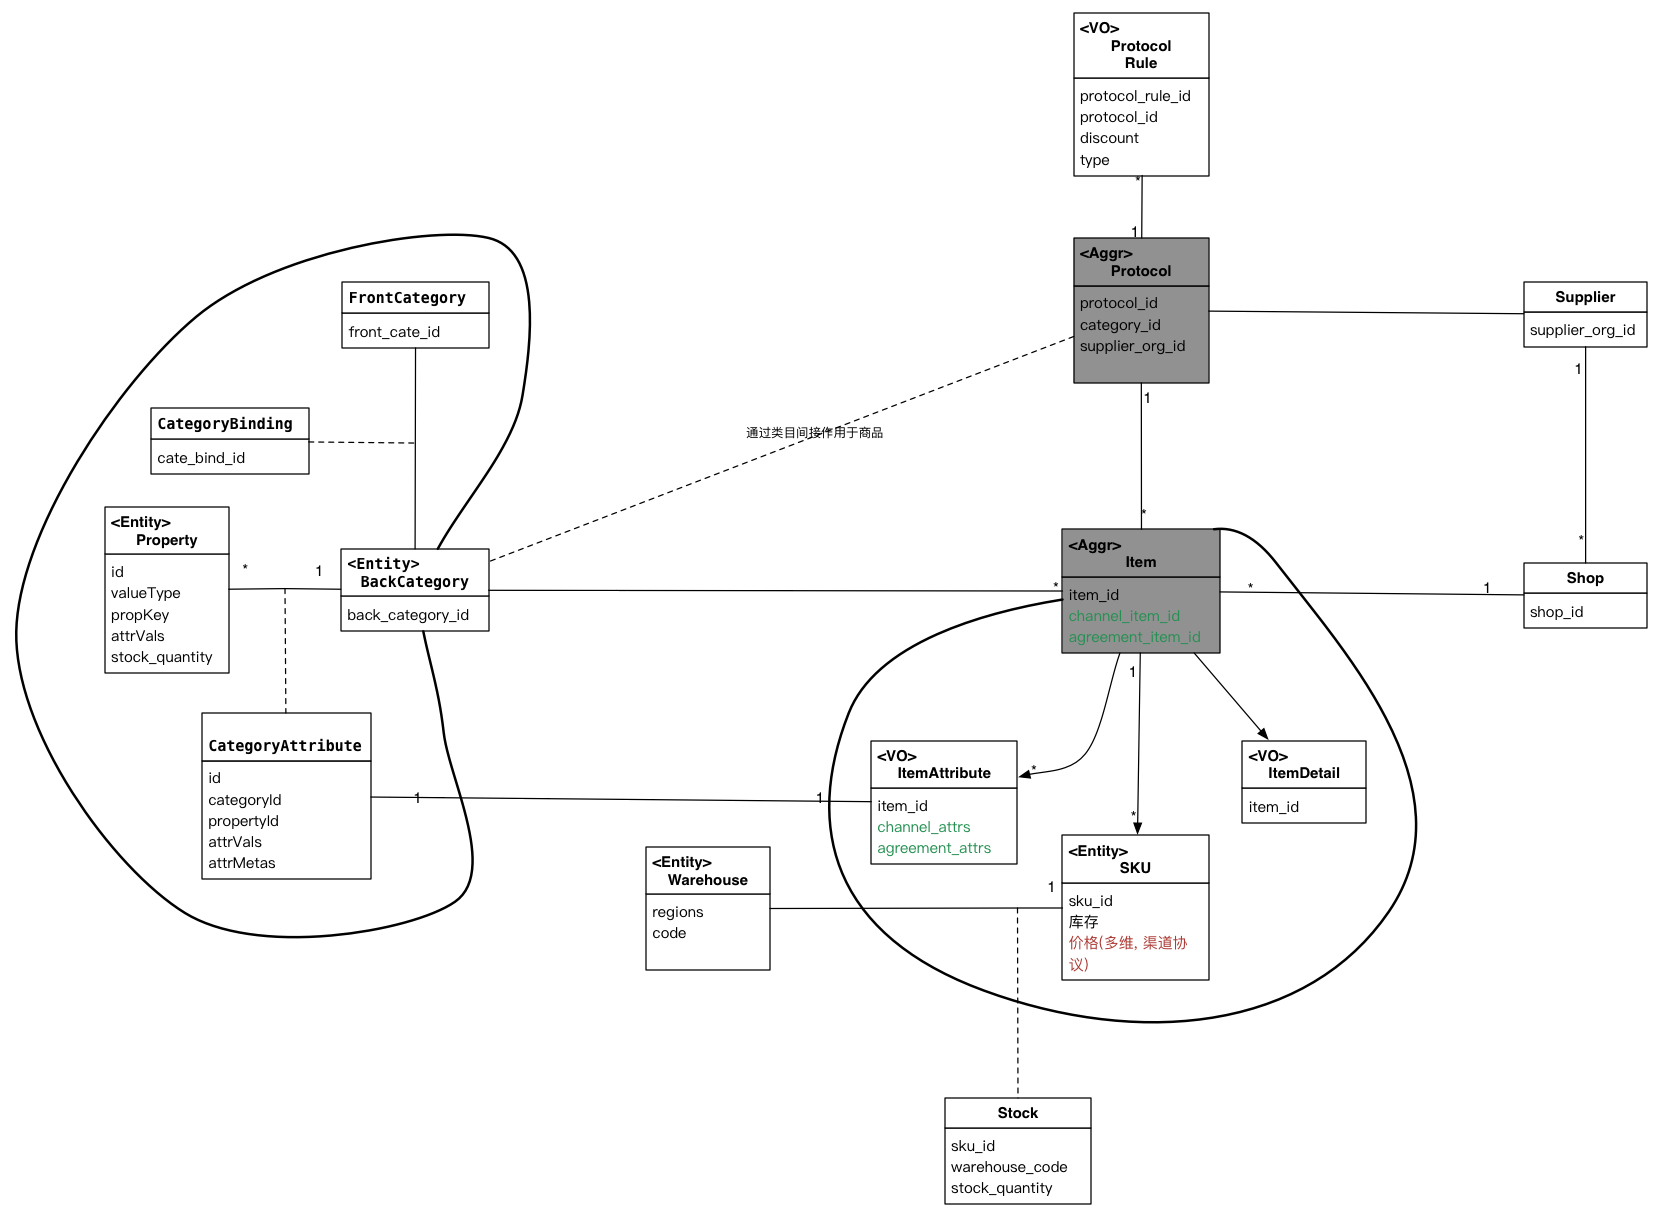 <VO>
Protocol
Rule
protocol_rule_id
protocol_id
discount
type
*
1
<Aggr>
Protocol
protocol_id
category_id
supplier_org_id
Supplier
supplier_org_id
1
*
Shop
shop_id
FrontCategory
front_cate_id
CategoryBinding
cate_bind_id
通过类目间接作用于商品
1
*
<Entity>
Property
id
valueType
propKey
attrVals
stock_quantity
*
1
<Entity>
BackCategory
back_category_id
*
<Aggr>
Item
item_id
channel_item_id
agreement_item_id
*
1
CategoryAttribute
id
categoryId
propertyId
attrVals
attrMetas
1
1
<VO>
ItemAttribute
item_id
channel_attrs
agreement_attrs
*
1
*
<VO>
ItemDetail
item_id
<Entity>
Warehouse
regions
code
1
<Entity>
SKU
sku_id
库存
价格(多维, 渠道协
议)
Stock
sku_id
warehouse_code
stock_quantity